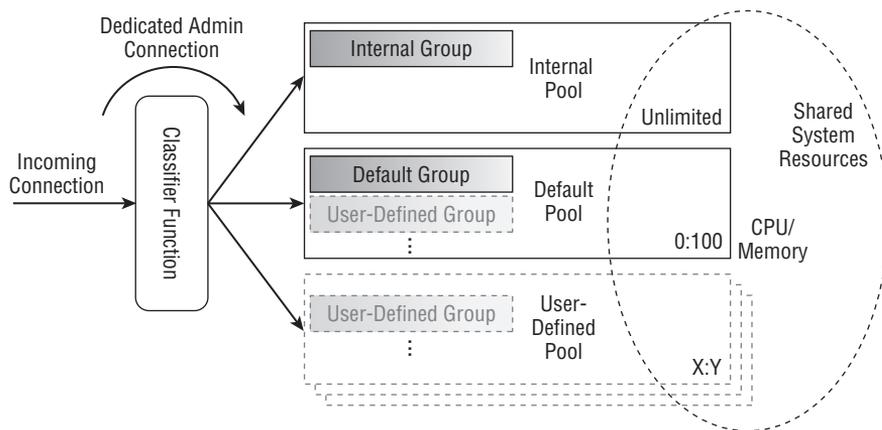 Dedicated Admin
Connection
Incoming
Connection
Classifier Function
Internal Group
Internal
Pool
Unlimited
Default Group
User-Defined Group
Default
Pool
0:100
User-Defined Group
User-
Defined
Pool
X:Y
Shared
System
Resources
CPU/
Memory